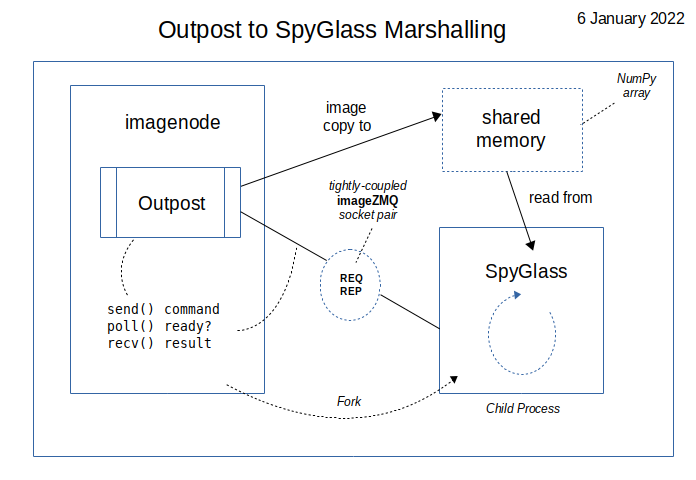 6 January 2022
Outpost to SpyGlass Marshalling
NumPy
array
imagenode
image
copy to
shared
memory
Outpost
tightly-coupled
imageZMQ
socket pair
read from
REQ
REP
SpyGlass
send() command
poll() ready?
recv() result
Fork
Child Process